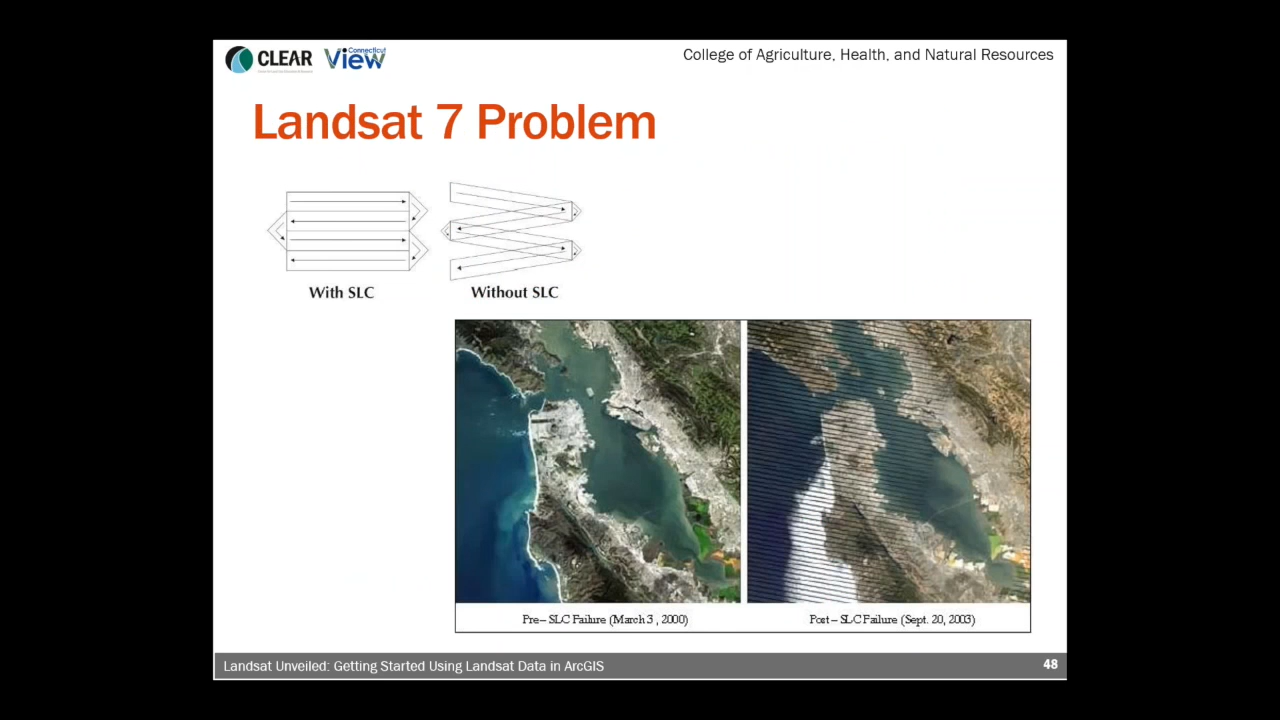 CLEAR
Connecticut
View
College of Agriculture, Health, and Natural Resources
Landsat 7 Problem
With SLC
Without SLC
Pre– SLC Failure (March 3 , 2000)
Post – SLC Failure (Sept. 20, 2003)
Landsat Unveiled: Getting Started Using Landsat Data in ArcGIS
48